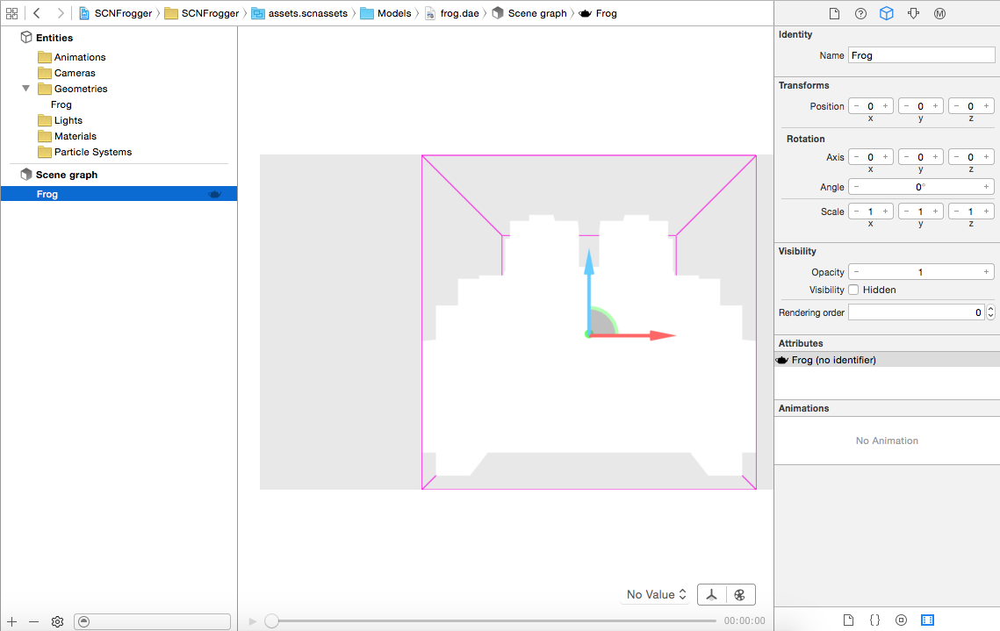 SCNFrogger SCNFrogger assets.scnassets Models frog.dae Scene graph Frog
Entities
Animations
Cameras
Geometries
Frog
Lights
Materials
Particle Systems
Scene graph
Frog
No Value
00:00:00
Identity
Name Frog
Transforms
Position − 0 + − 0 + − 0 +
x y z
Rotation
Axis − 0 + − 0 + − 0 +
x y z
Angle − 0° +
Scale − 1 + − 1 + − 1 +
x y z
Visibility
Opacity − 1 +
Visibility Hidden
Rendering order 0
Attributes
Frog (no identifier)
Animations
No Animation